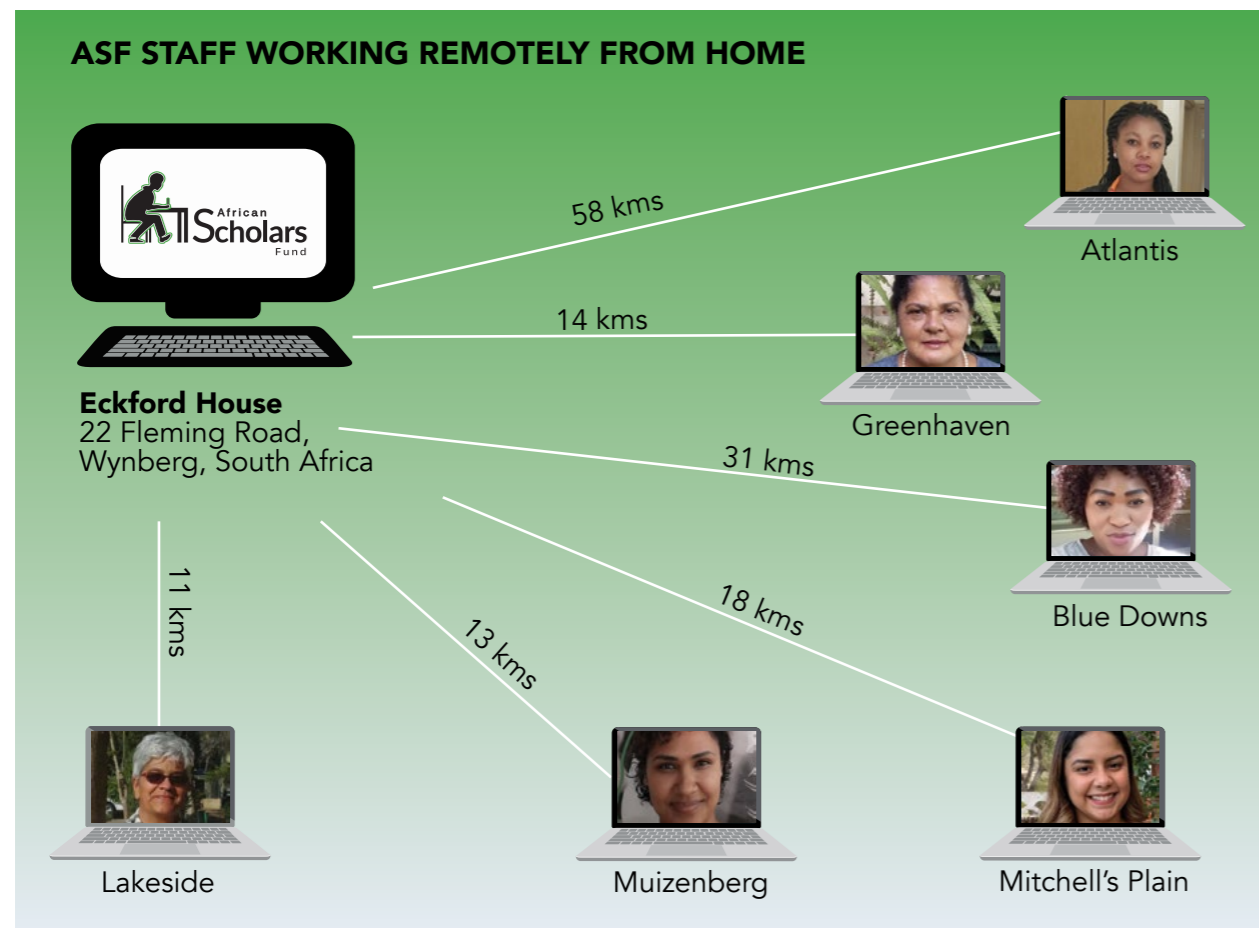 ASF STAFF WORKING REMOTELY FROM HOME
African
Scholars
Fund
58 kms
Atlantis
14 kms
Greenhaven
Eckford House
22 Fleming Road,
Wynberg, South Africa
31 kms
Blue Downs
18 kms
Mitchell’s Plain
13 kms
Muizenberg
11 kms
Lakeside